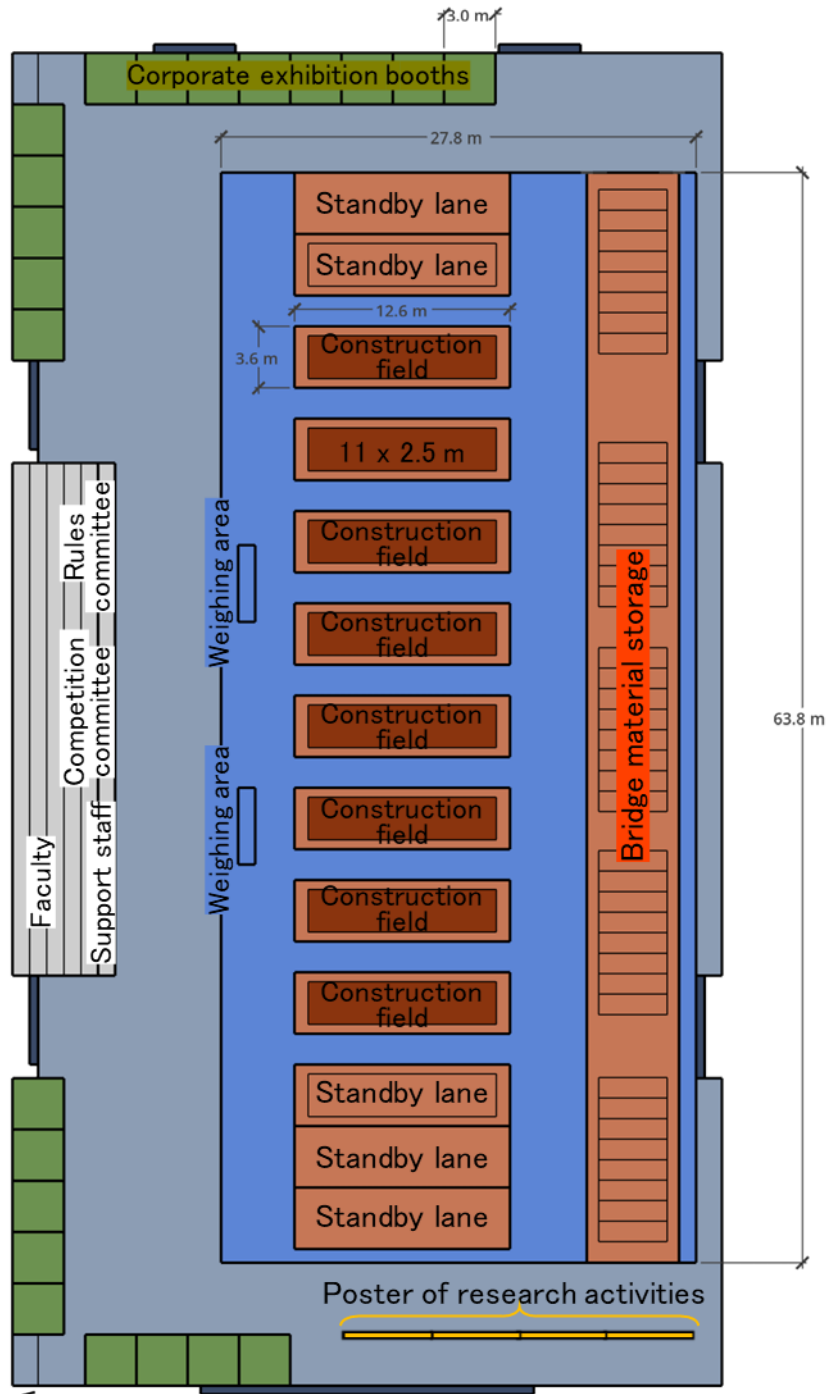 3.0 m
Corporate exhibition booths
27.8 m
Standby lane
Standby lane
12.6 m
3.6 m
Construction
field
11 x 2.5 m
Construction
field
Construction
field
Construction
field
Construction
field
Construction
field
Construction
field
Standby lane
Standby lane
Standby lane
Weighing area
Weighing area
Rules
committee
Competition
committee
Support staff
Faculty
Bridge material storage
63.8 m
Poster of research activities